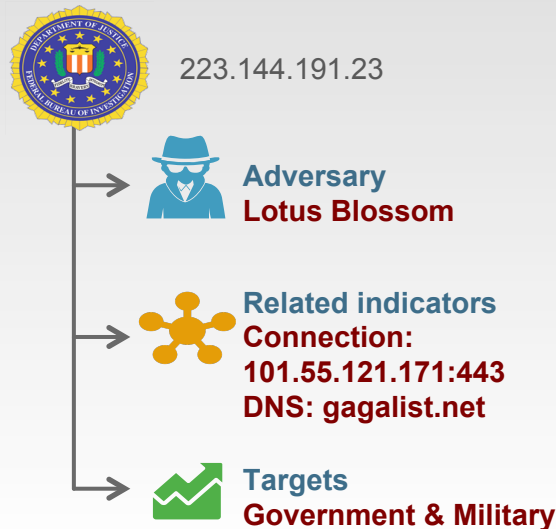 DEPARTMENT OF JUSTICE
FEDERAL BUREAU OF INVESTIGATION
223.144.191.23
Adversary
Lotus Blossom
Related indicators
Connection:
101.55.121.171:443
DNS: gagalist.net
Targets
Government & Military